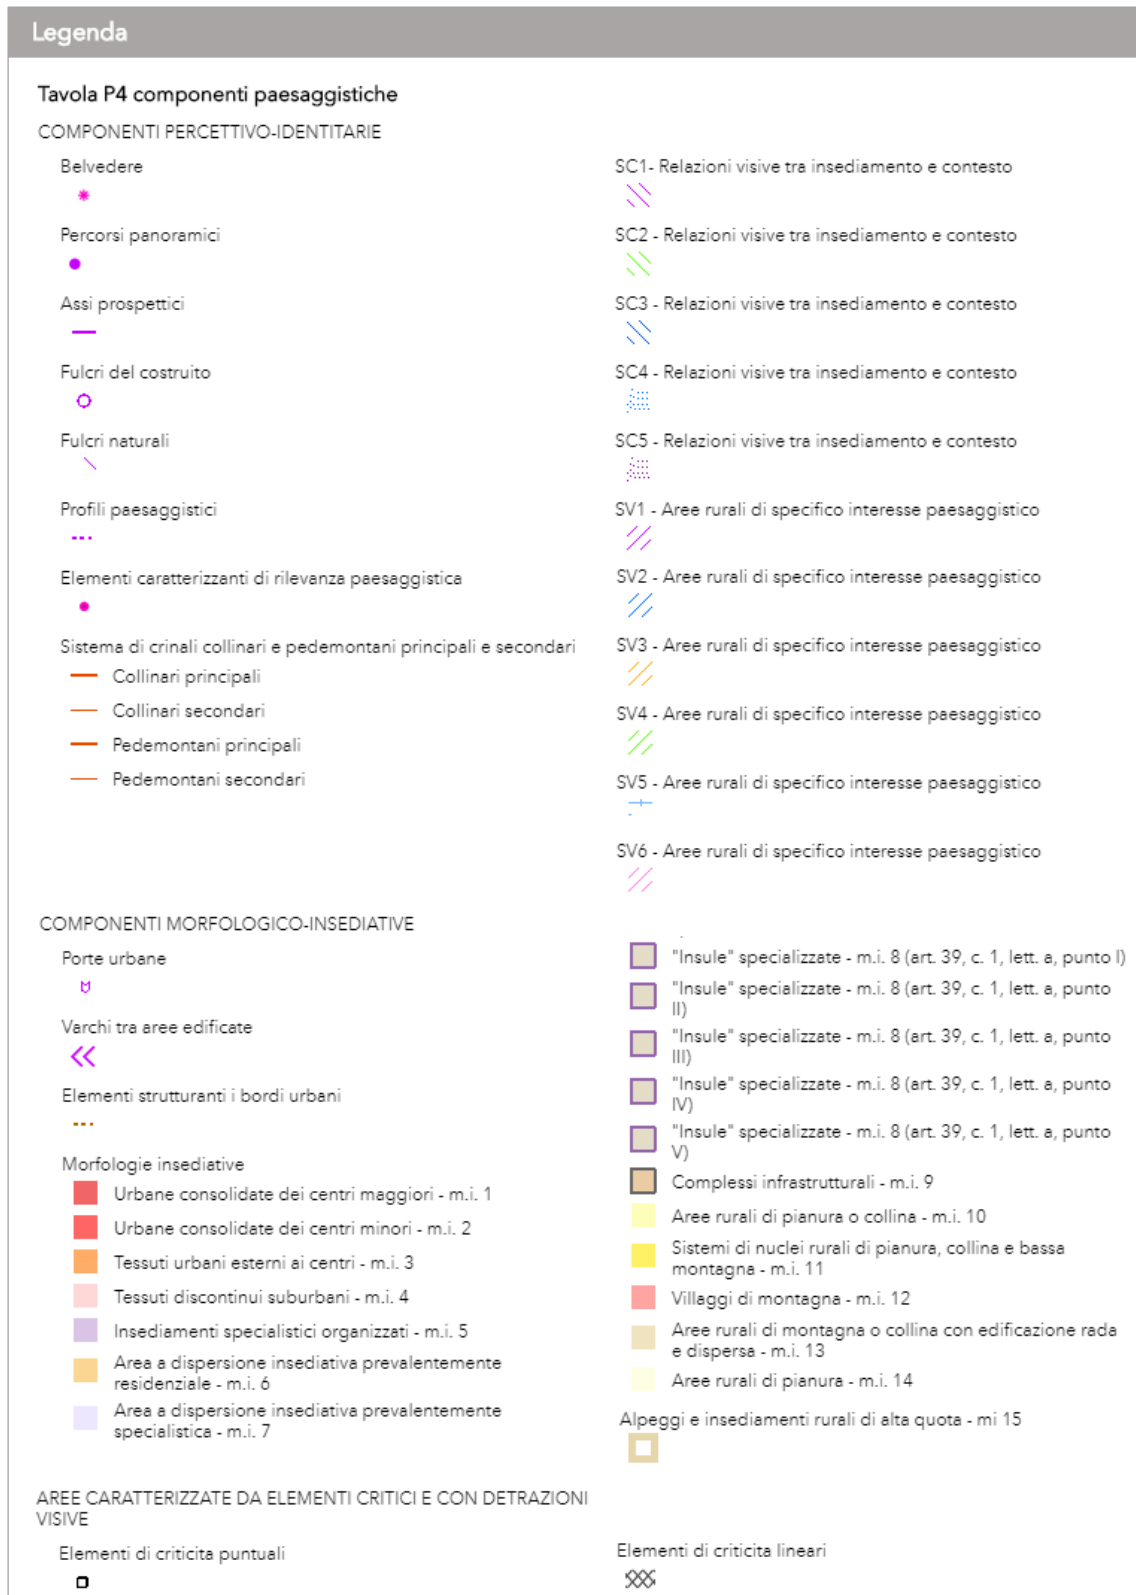 Legenda
Tavola P4 componenti paesaggistiche
COMPONENTI PERCETTIVO-IDENTITARIE
Belvedere
Percorsi panoramici
Assi prospettici
Fulcri del costruito
Fulcri naturali
Profili paesaggistici
Elementi caratterizzanti di rilevanza paesaggistica
Sistema di crinali collinari e pedemontani principali e secondari
Collinari principali
Collinari secondari
Pedemontani principali
Pedemontani secondari
SC1- Relazioni visive tra insediamento e contesto
SC2 - Relazioni visive tra insediamento e contesto
SC3 - Relazioni visive tra insediamento e contesto
SC4 - Relazioni visive tra insediamento e contesto
SC5 - Relazioni visive tra insediamento e contesto
SV1 - Aree rurali di specifico interesse paesaggistico
SV2 - Aree rurali di specifico interesse paesaggistico
SV3 - Aree rurali di specifico interesse paesaggistico
SV4 - Aree rurali di specifico interesse paesaggistico
SV5 - Aree rurali di specifico interesse paesaggistico
SV6 - Aree rurali di specifico interesse paesaggistico
COMPONENTI MORFOLOGICO-INSEDIATIVE
Porte urbane
Varchi tra aree edificate
Elementi strutturanti i bordi urbani
Morfologie insediative
Urbane consolidate dei centri maggiori - m.i. 1
Urbane consolidate dei centri minori - m.i. 2
Tessuti urbani esterni ai centri - m.i. 3
Tessuti discontinui suburbani - m.i. 4
Insediamenti specialistici organizzati - m.i. 5
Area a dispersione insediativa prevalentemente
residenziale - m.i. 6
Area a dispersione insediativa prevalentemente
specialistica - m.i. 7
"Insule" specializzate - m.i. 8 (art. 39, c. 1, lett. a, punto I)
"Insule" specializzate - m.i. 8 (art. 39, c. 1, lett. a, punto
II)
"Insule" specializzate - m.i. 8 (art. 39, c. 1, lett. a, punto
III)
"Insule" specializzate - m.i. 8 (art. 39, c. 1, lett. a, punto
IV)
"Insule" specializzate - m.i. 8 (art. 39, c. 1, lett. a, punto
V)
Complessi infrastrutturali - m.i. 9
Aree rurali di pianura o collina - m.i. 10
Sistemi di nuclei rurali di pianura, collina e bassa
montagna - m.i. 11
Villaggi di montagna - m.i. 12
Aree rurali di montagna o collina con edificazione rada
e dispersa - m.i. 13
Aree rurali di pianura - m.i. 14
Alpeggi e insediamenti rurali di alta quota - mi 15
AREE CARATTERIZZATE DA ELEMENTI CRITICI E CON DETRAZIONI
VISIVE
Elementi di criticita puntuali
Elementi di criticita lineari